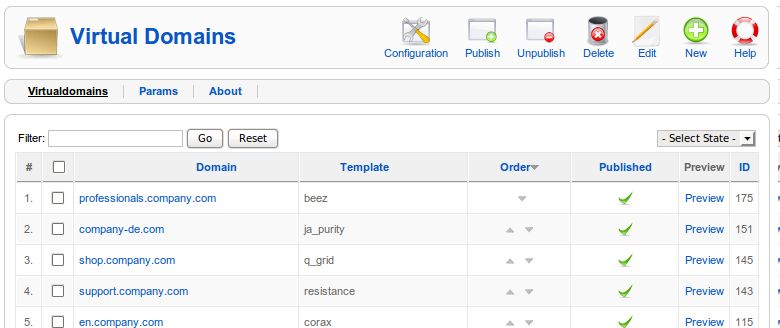 Virtual Domains
Configuration Publish Unpublish Delete Edit New Help
Virtualdomains Params About
Filter: Go Reset - Select State -
# Domain Template Order Published Preview ID
1. professionals.company.com beez Preview 175
2. company-de.com ja_purity Preview 151
3. shop.company.com q_grid Preview 145
4. support.company.com resistance Preview 143
5. en.company.com corax Preview 115